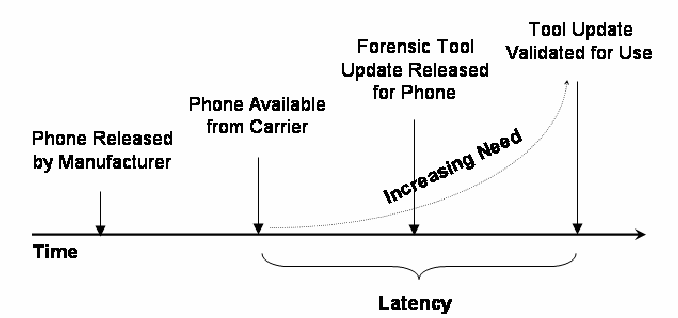 Phone Released
by Manufacturer
Phone Available
from Carrier
Forensic Tool
Update Released
for Phone
Tool Update
Validated for Use
Increasing Need
Time
Latency